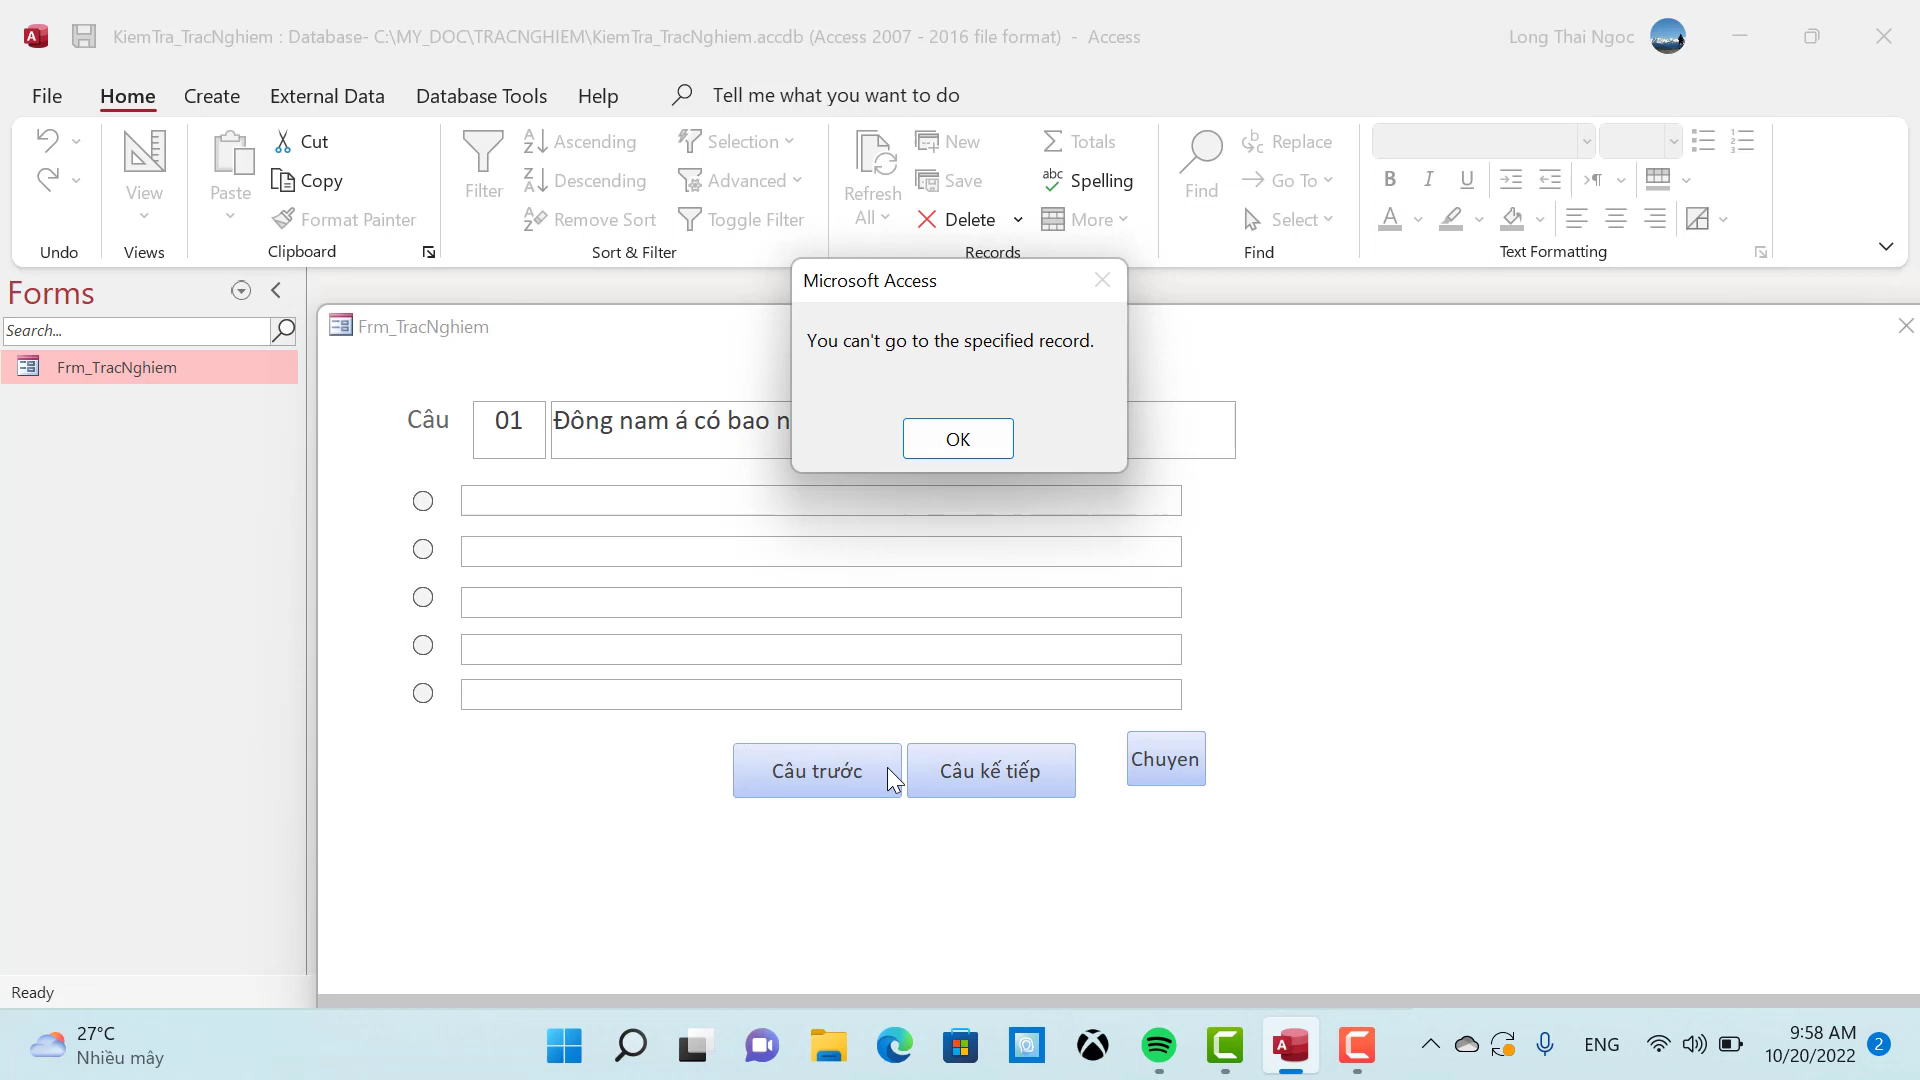 KiemTra_TracNghiem : Database- C:\MY_DOC\TRACNGHIEM\KiemTra_TracNghiem.accdb (Access 2007 - 2016 file format) - Access
Long Thai Ngoc
File
Home
Create
External Data
Database Tools
Help
Tell me what you want to do
Undo
View
Views
Paste
Cut
Copy
Format Painter
Clipboard
Filter
Ascending
Descending
Remove Sort
Selection
Advanced
Toggle Filter
Sort & Filter
Refresh
All
New
Save
Delete
Totals
Spelling
More
Records
Find
Replace
Go To
Select
Find
Text Formatting
Forms
Search...
Frm_TracNghiem
Frm_TracNghiem
Microsoft Access
You can't go to the specified record.
OK
Câu
01
Đông nam á có bao n
Câu trước
Câu kế tiếp
Chuyen
Ready
27°C
Nhiều mây
ENG
9:58 AM
10/20/2022
2